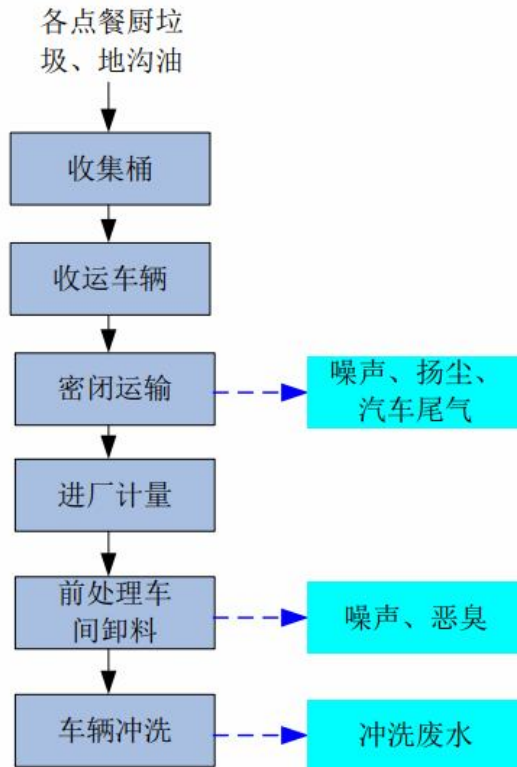 各点餐厨垃
圾、地沟油
收集桶
收运车辆
密闭运输
噪声、扬尘、
汽车尾气
进厂计量
前处理车
间卸料
噪声、恶臭
车辆冲洗
冲洗废水